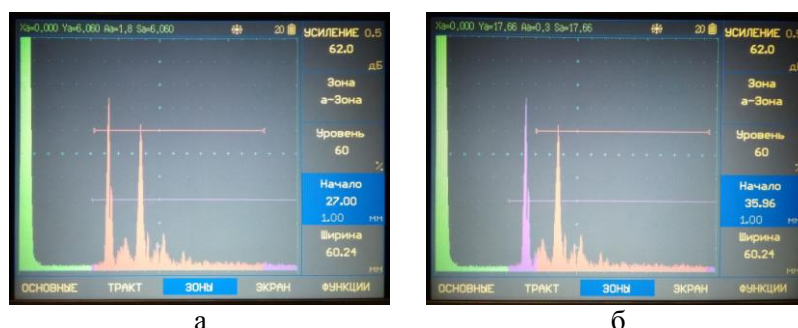 Xa=0,000 Ya=6,060 Aa=1,8 Sa=6,060
20
УСИЛЕНИЕ 0.5
62.0
дБ
Зона
а-Зона
Уровень
60
%
Начало
27.00
1.00 мм
Ширина
60.24
мм
ОСНОВНЫЕ ТРАКТ ЗОНЫ ЭКРАН ФУНКЦИИ
а
Xa=0,000 Ya=17,66 Aa=0,3 Sa=17,66
20
УСИЛЕНИЕ 0.5
62.0
дБ
Зона
а-Зона
Уровень
60
%
Начало
35.96
1.00 мм
Ширина
60.24
мм
ОСНОВНЫЕ ТРАКТ ЗОНЫ ЭКРАН ФУНКЦИИ
б